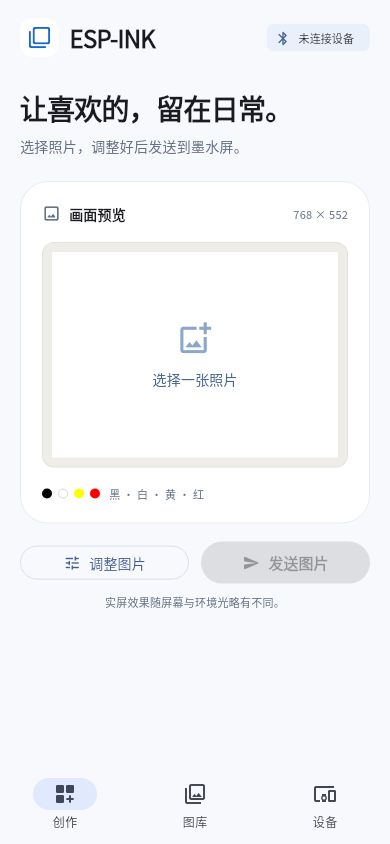 ESP-INK
未连接设备
让喜欢的，留在日常。
选择照片，调整好后发送到墨水屏。
画面预览
768 × 552
选择一张照片
黑 · 白 · 黄 · 红
调整图片
发送图片
实屏效果随屏幕与环境光略有不同。
创作
图库
设备